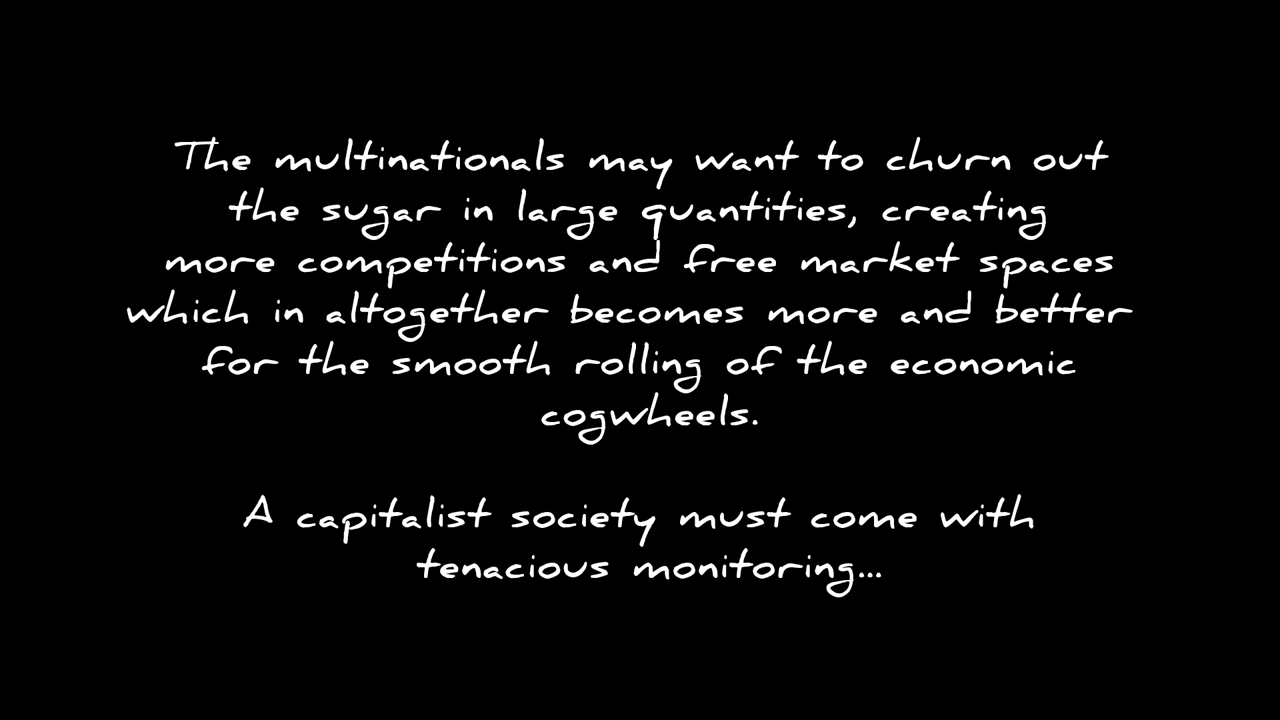 The multinationals may want to churn out
the sugar in large quantities, creating
more competitions and free market spaces
which in altogether becomes more and better
for the smooth rolling of the economic
cogwheels.
A capitalist society must come with
tenacious monitoring...